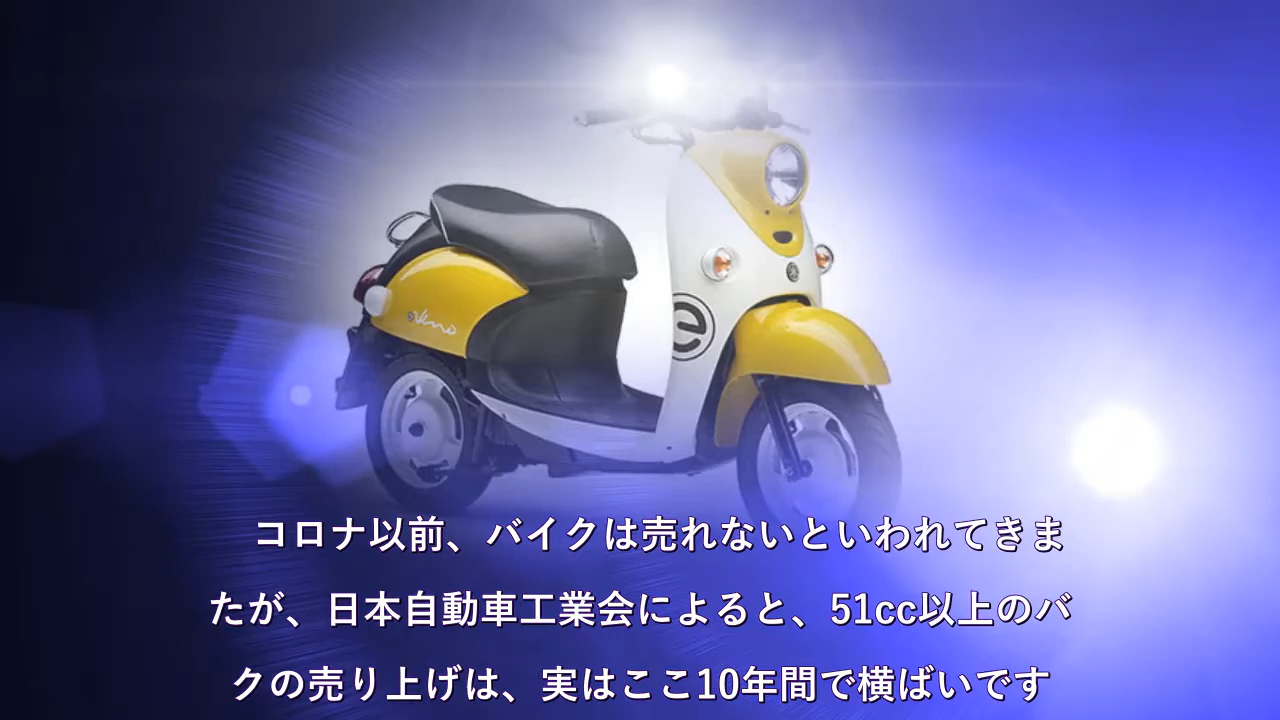 e
コロナ以前、バイクは売れないといわれてきま
たが、日本自動車工業会によると、51cc以上のバ
クの売り上げは、実はここ10年間で横ばいです